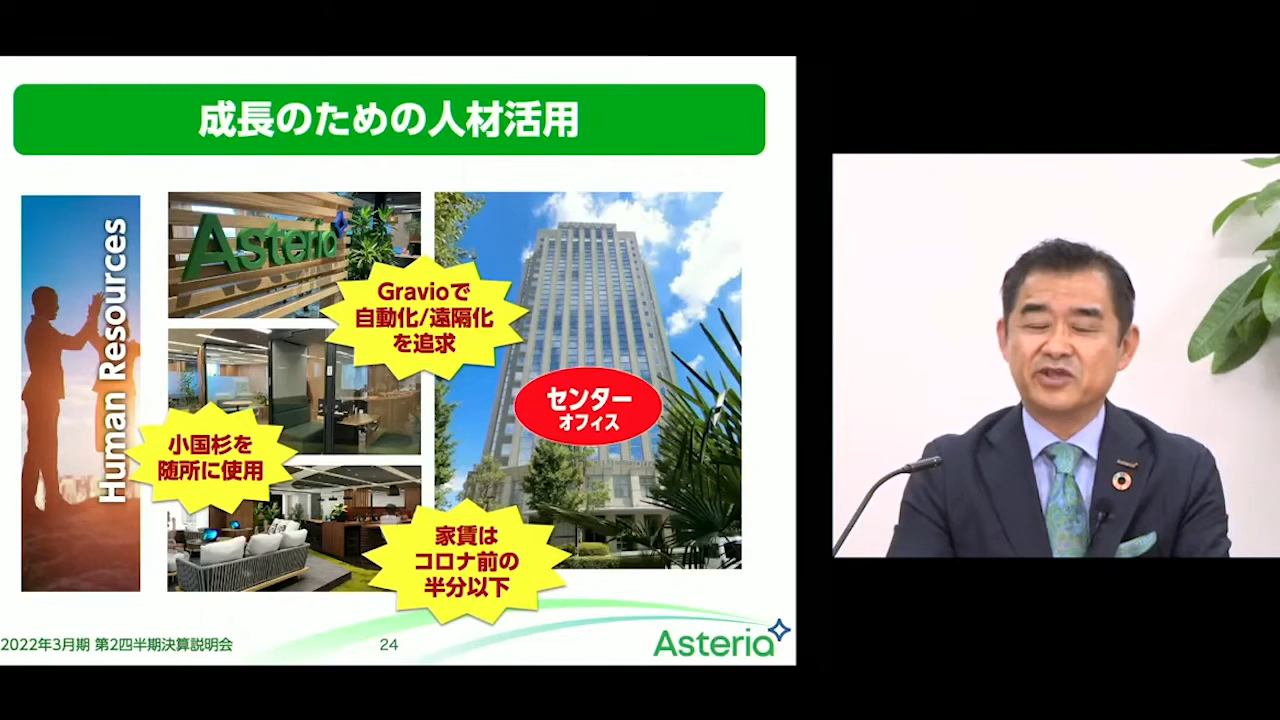 成長のための人材活用
Human Resources
Asteria
Gravioで
自動化/遠隔化
を追求
センター
オフィス
小国杉を
随所に使用
家賃は
コロナ前の
半分以下
2022年3月期 第2四半期決算説明会
24
Asteria